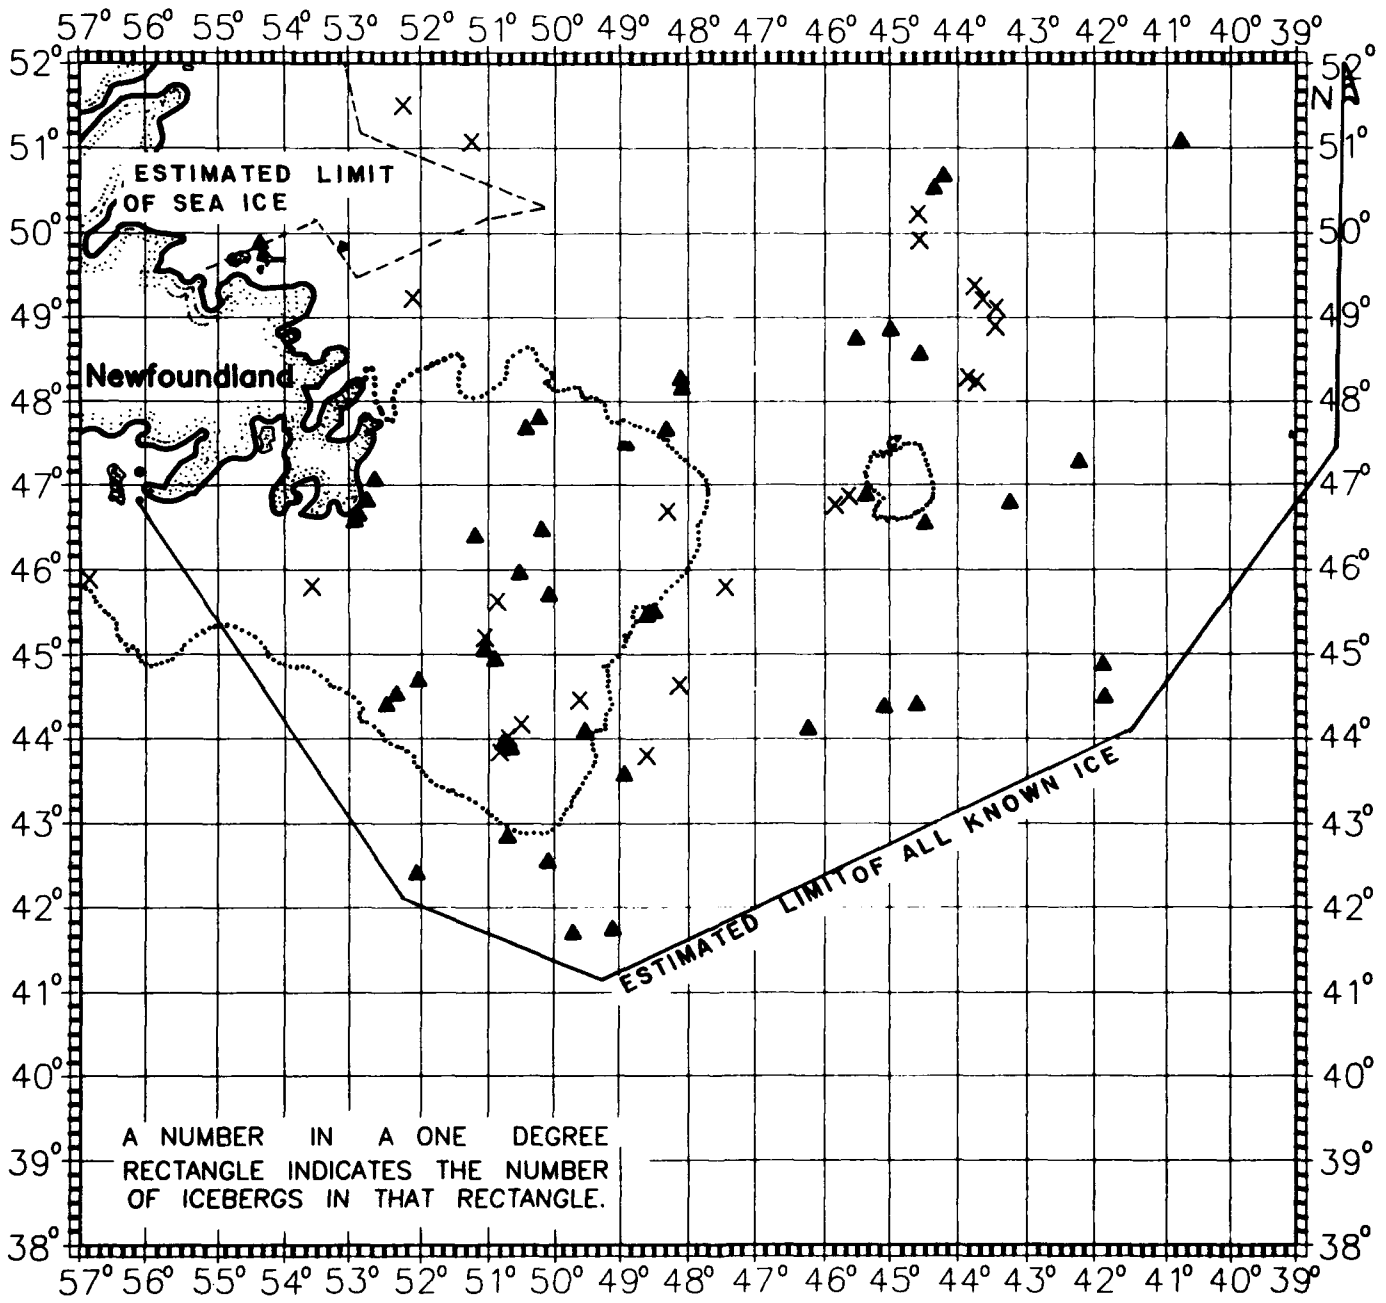 57° 56° 55° 54° 53° 52° 51° 50° 49° 48° 47° 46° 45° 44° 43° 42° 41° 40° 39°
52° 52°
N
51° 51°
ESTIMATED LIMIT
OF SEA ICE
50° 50°
49° 49°
Newfoundland
48° 48°
47° 47°
46° 46°
45° 45°
44° 44°
43° 43°
ESTIMATED LIMIT OF ALL KNOWN ICE
42° 42°
41° 41°
40° 40°
A NUMBER IN A ONE DEGREE
39° 39°
RECTANGLE INDICATES THE NUMBER
OF ICEBERGS IN THAT RECTANGLE.
38° 38°
57° 56° 55° 54° 53° 52° 51° 50° 49° 48° 47° 46° 45° 44° 43° 42° 41° 40° 39°